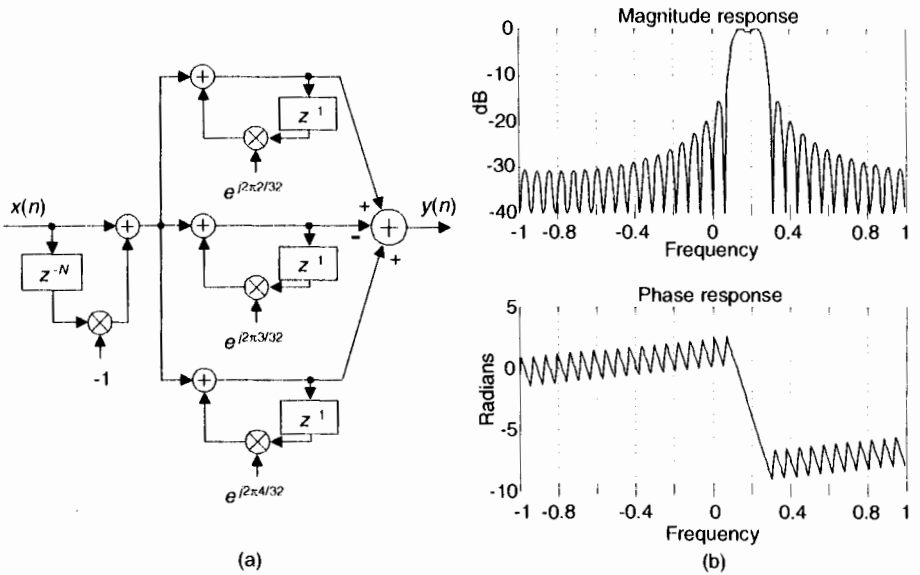 Magnitude response
0
-10
-20
-30
-40
dB
-1 -0.8 -0.4 0 0.4 0.8 1
Frequency
z 1
e^{j2π2/32}
x(n)
y(n)
+
-
+
z^{-N}
-1
z 1
e^{j2π3/32}
z 1
e^{j2π4/32}
Phase response
5
0
-5
-10
Radians
-1 -0.8 -0.4 0 0.4 0.8 1
Frequency
(a)
(b)